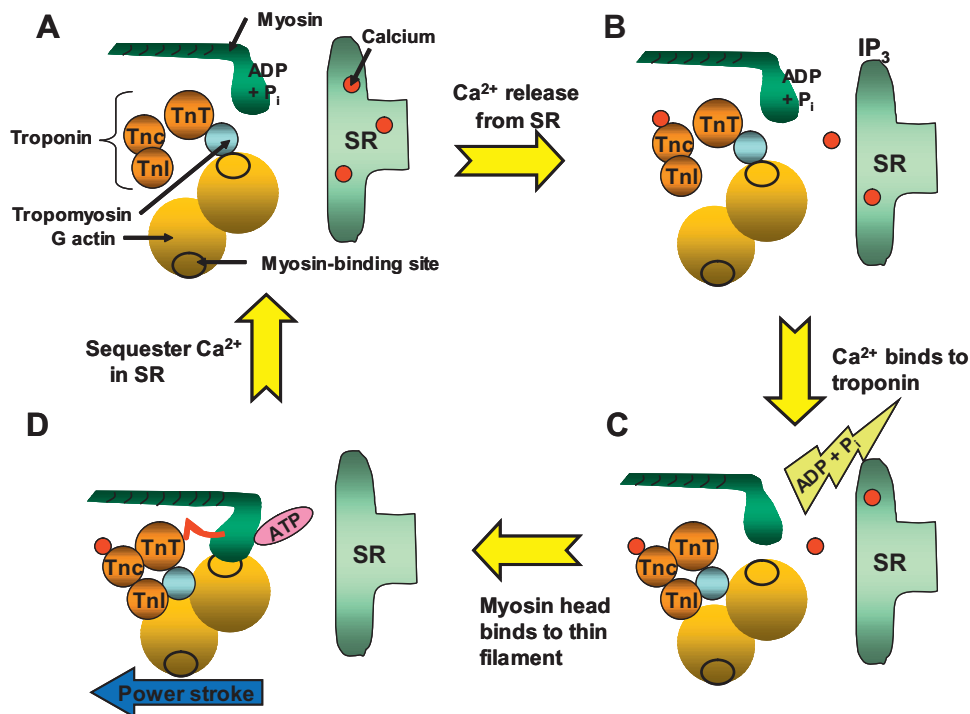 A
Myosin
Calcium
ADP
+ Pi
Troponin
TnT
Tnc
TnI
SR
Tropomyosin
G actin
Myosin-binding site
Ca²⁺ release
from SR
B
IP₃
ADP
+ Pi
TnT
Tnc
TnI
SR
Ca²⁺ binds to
troponin
C
ADP + Pi
TnT
Tnc
TnI
SR
Myosin head
binds to thin
filament
D
ATP
TnT
Tnc
TnI
SR
Power stroke
Sequester Ca²⁺
in SR